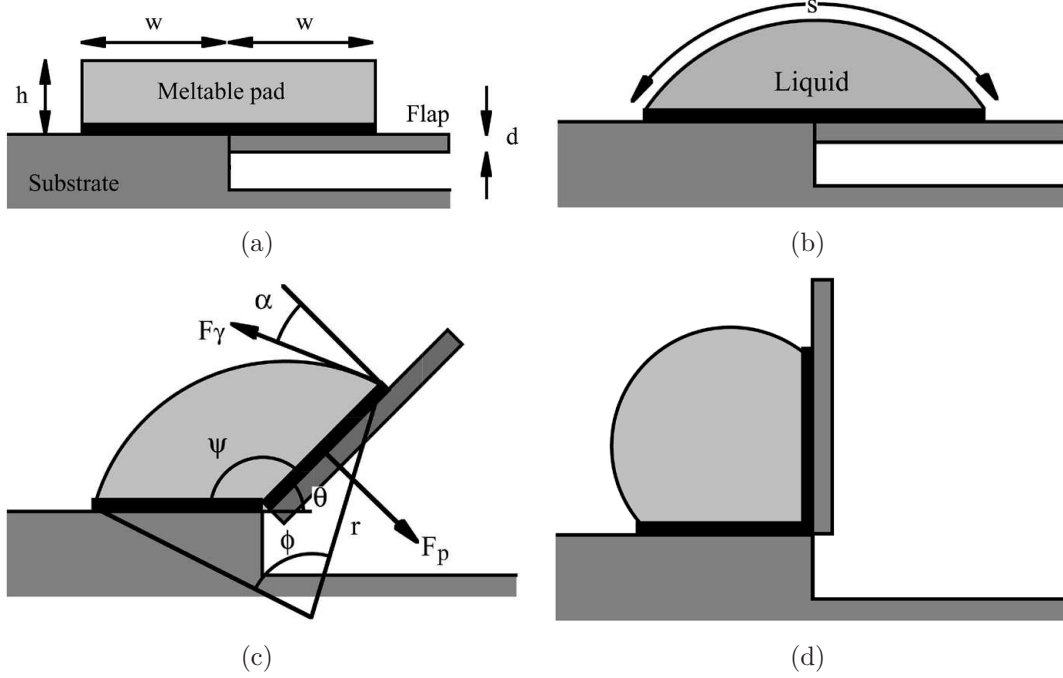 w w
h
Meltable pad
Flap
d
Substrate
(a)
s
Liquid
(b)
α
Fγ
ψ
θ
ϕ
r
Fp
(c)
(d)